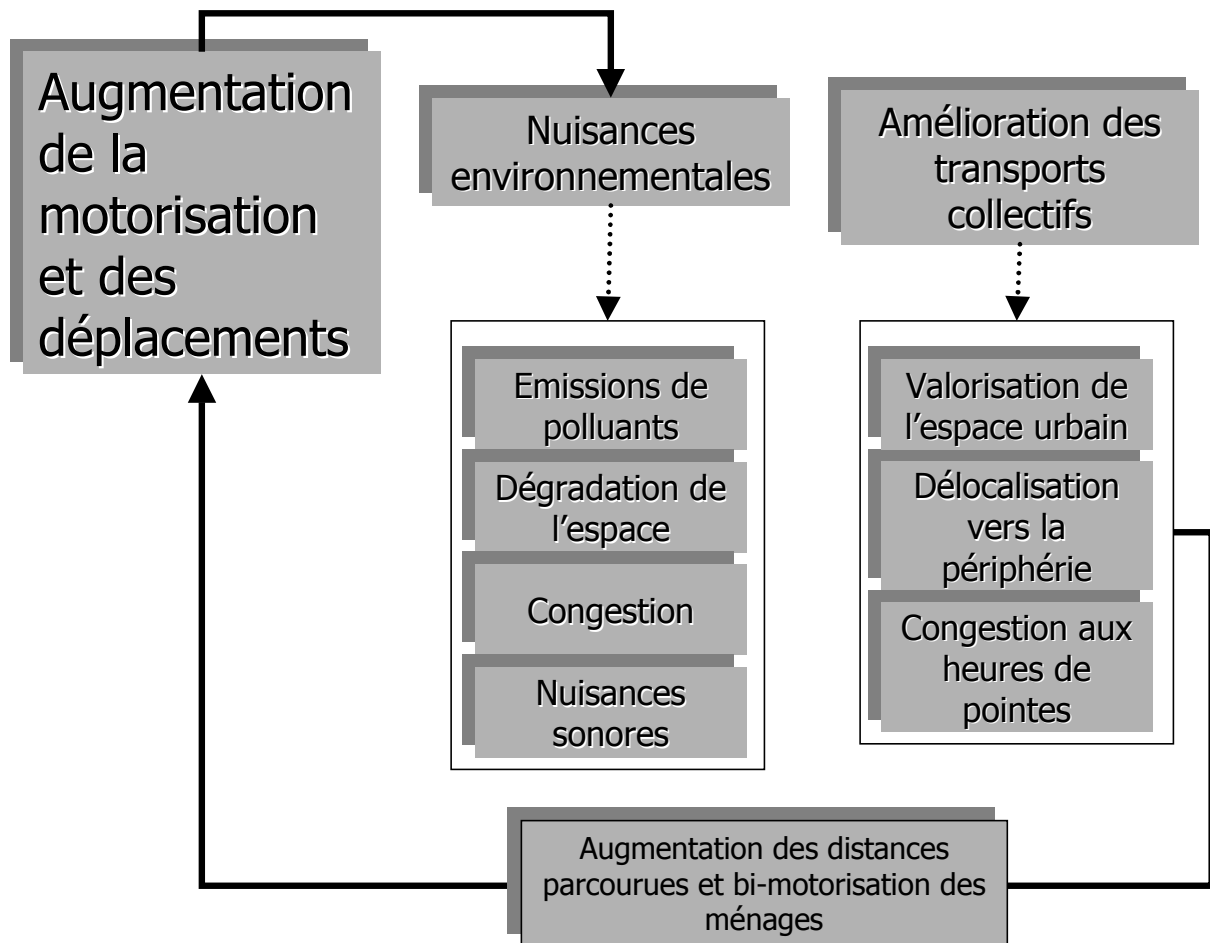 Augmentation
de la
motorisation
et des
déplacements
Nuisances
environnementales
Amélioration des
transports
collectifs
Emissions de
polluants
Dégradation de
l’espace
Congestion
Nuisances
sonores
Valorisation de
l’espace urbain
Délocalisation
vers la
périphérie
Congestion aux
heures de
pointes
Augmentation des distances
parcourues et bi-motorisation des
ménages